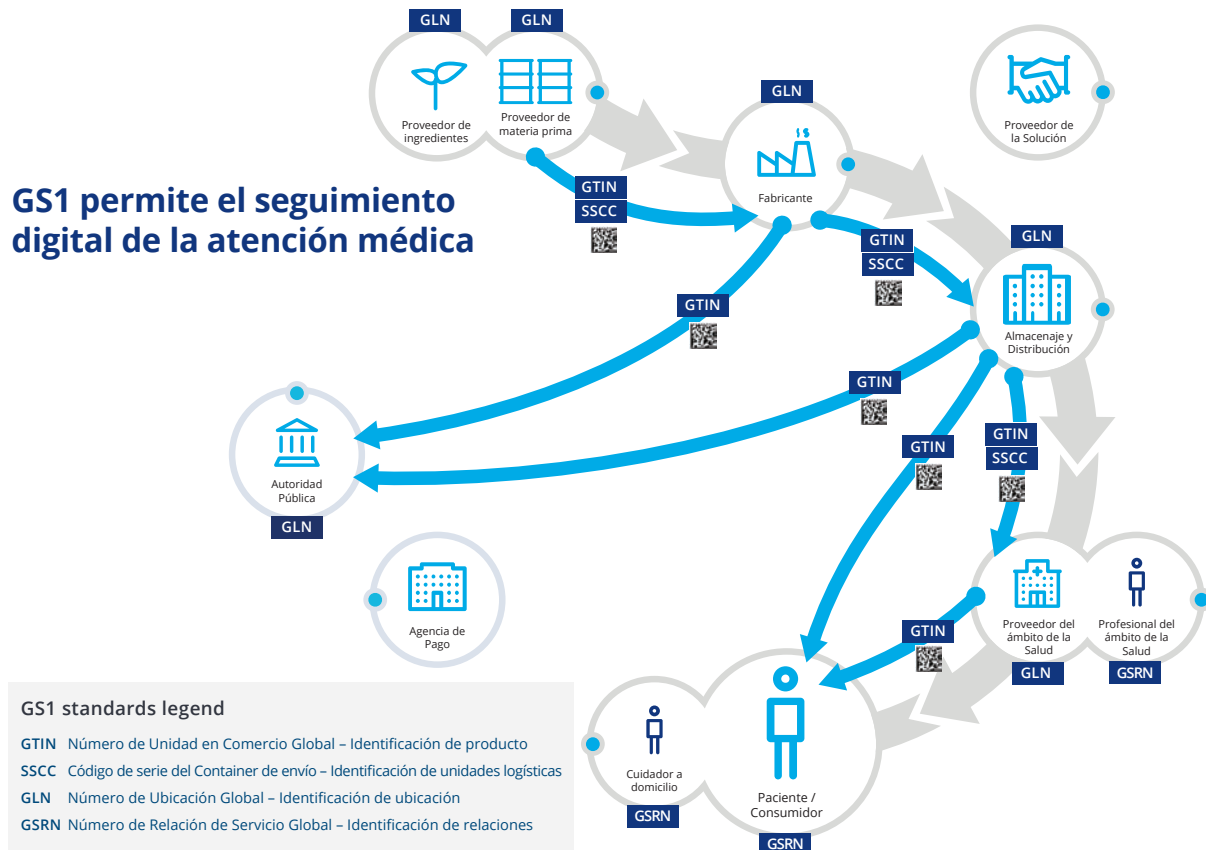 GLN
GLN
Proveedor de
ingredientes
Proveedor de
materia prima
GLN
Fabricante
Proveedor de
la Solución
GS1 permite el seguimiento
digital de la atención médica
GTIN
SSCC
GTIN
SSCC
GLN
Almacenaje y
Distribución
GTIN
GTIN
GTIN
GTIN
SSCC
Autoridad
Pública
GLN
Agencia de
Pago
GTIN
Proveedor del
ámbito de la
Salud
GLN
Profesional del
ámbito de la
Salud
GSRN
Cuidador a
domicilio
GSRN
Paciente /
Consumidor
GSRN
GS1 standards legend
GTIN Número de Unidad en Comercio Global – Identificación de producto
SSCC Código de serie del Container de envío – Identificación de unidades logísticas
GLN Número de Ubicación Global – Identificación de ubicación
GSRN Número de Relación de Servicio Global – Identificación de relaciones